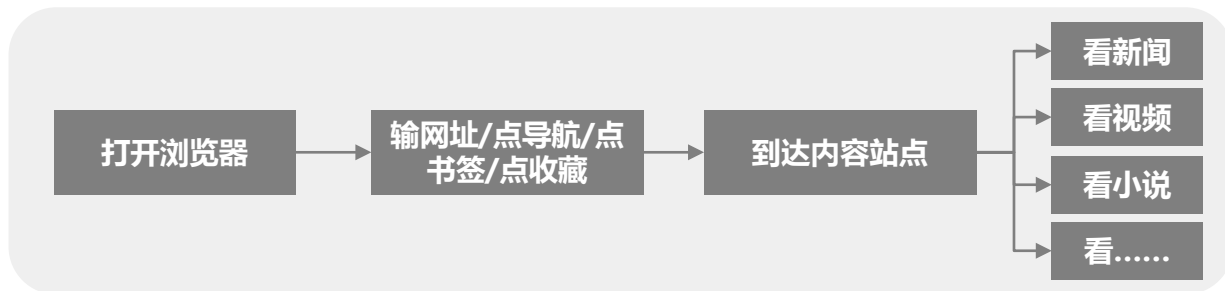 打开浏览器
输网址/点导航/点
书签/点收藏
到达内容站点
看新闻
看视频
看小说
看……